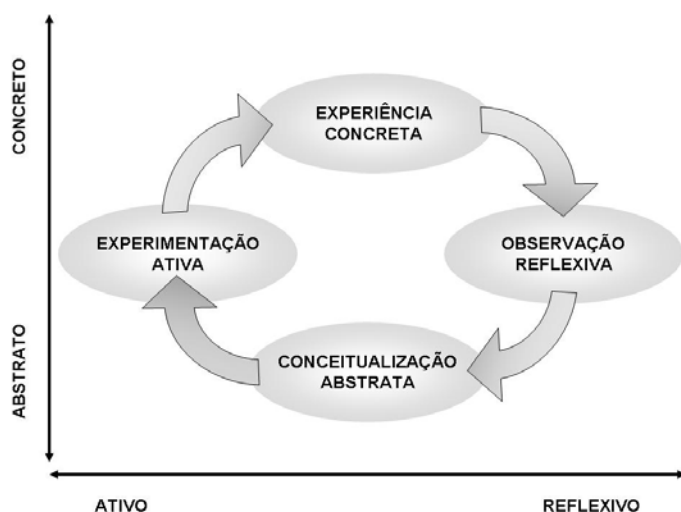 CONCRETO
EXPERIÊNCIA
CONCRETA
EXPERIMENTAÇÃO
ATIVA
OBSERVAÇÃO
REFLEXIVA
CONCEITUALIZAÇÃO
ABSTRATA
ABSTRATO
ATIVO
REFLEXIVO